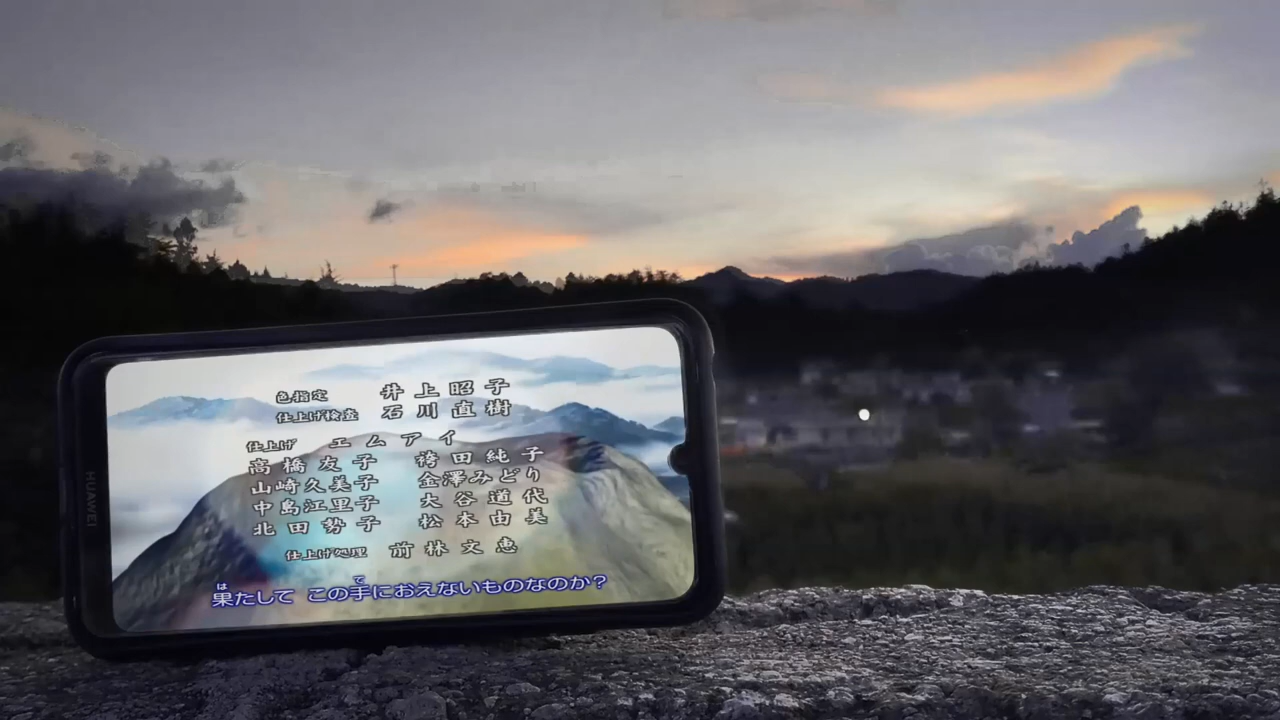 色指定 井上昭子
仕上げ検査 石川直樹
仕上げ エムアイ
高橋友子 袴田純子
山崎久美子 金澤みどり
中島江里子 大谷道代
北田勢子 松本由美
仕上げ処理 前林文恵
は て
果たして この手におえないものなのか?
HUAWEI